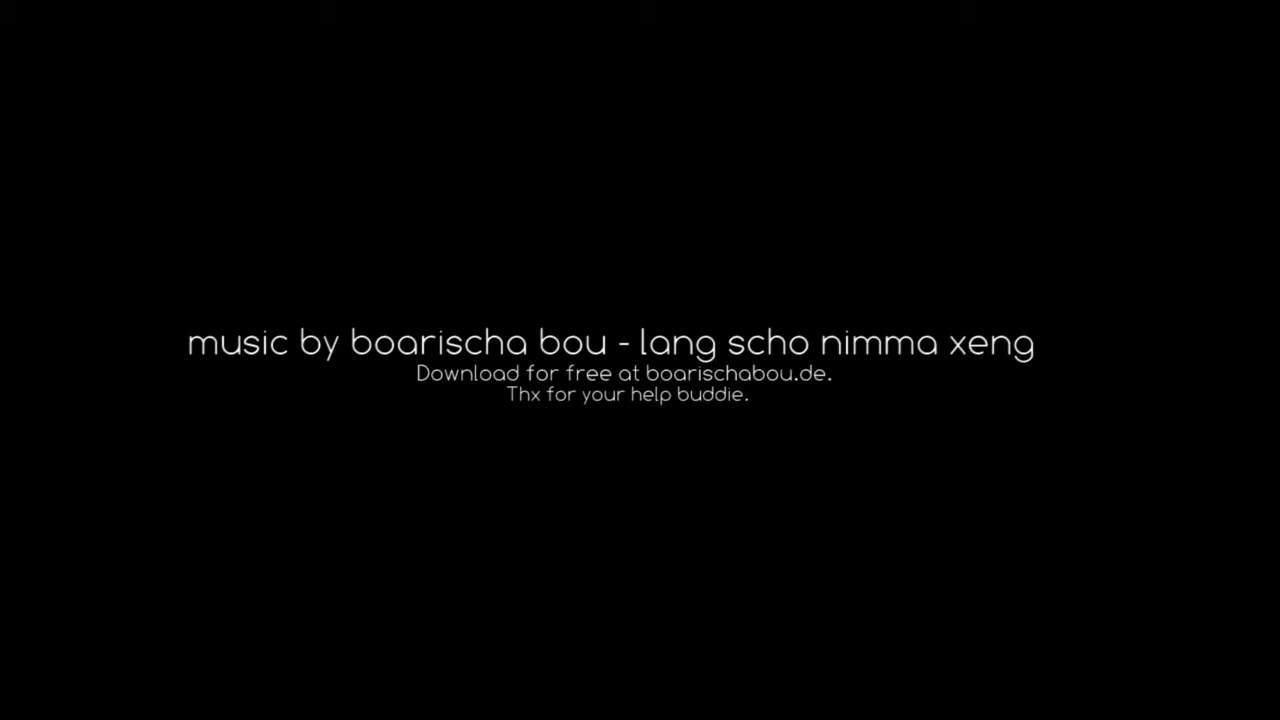 music by boarischa bou - lang scho nimma xeng
Download for free at boarischabou.de.
Thx for your help buddie.